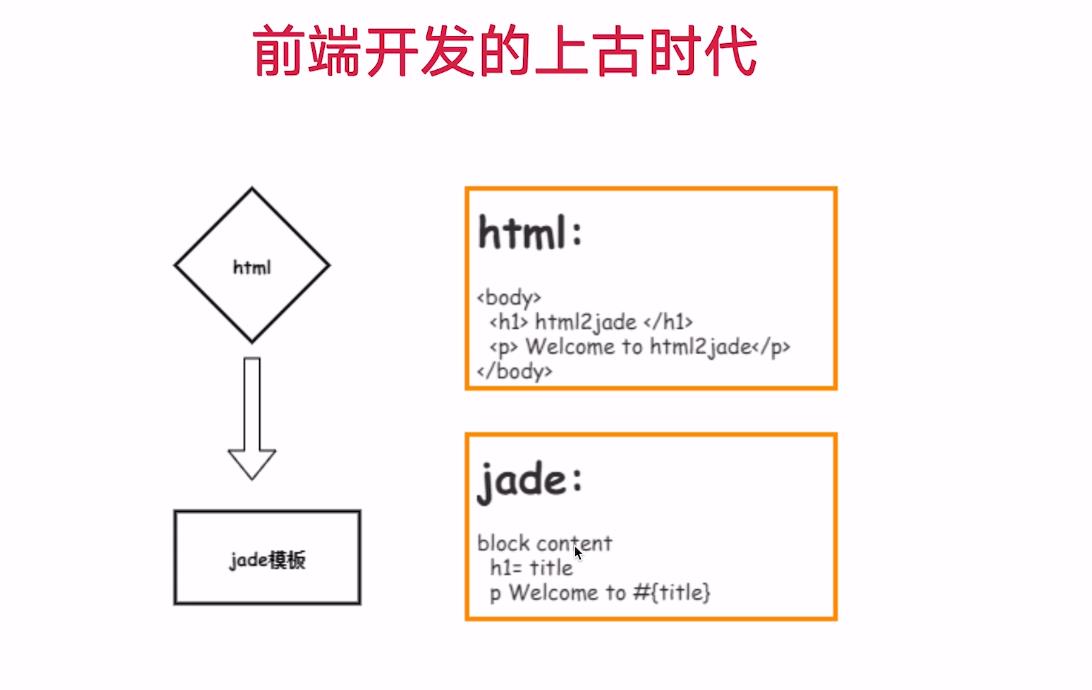 前端开发的上古时代
html
jade模板
html:
<body>
<h1> html2jade </h1>
<p> Welcome to html2jade</p>
</body>
jade:
block content
h1= title
p Welcome to #{title}